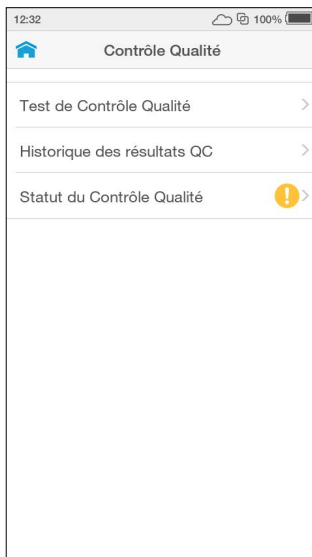 12:32 100%
Contrôle Qualité
Test de Contrôle Qualité
Historique des résultats QC
Statut du Contrôle Qualité